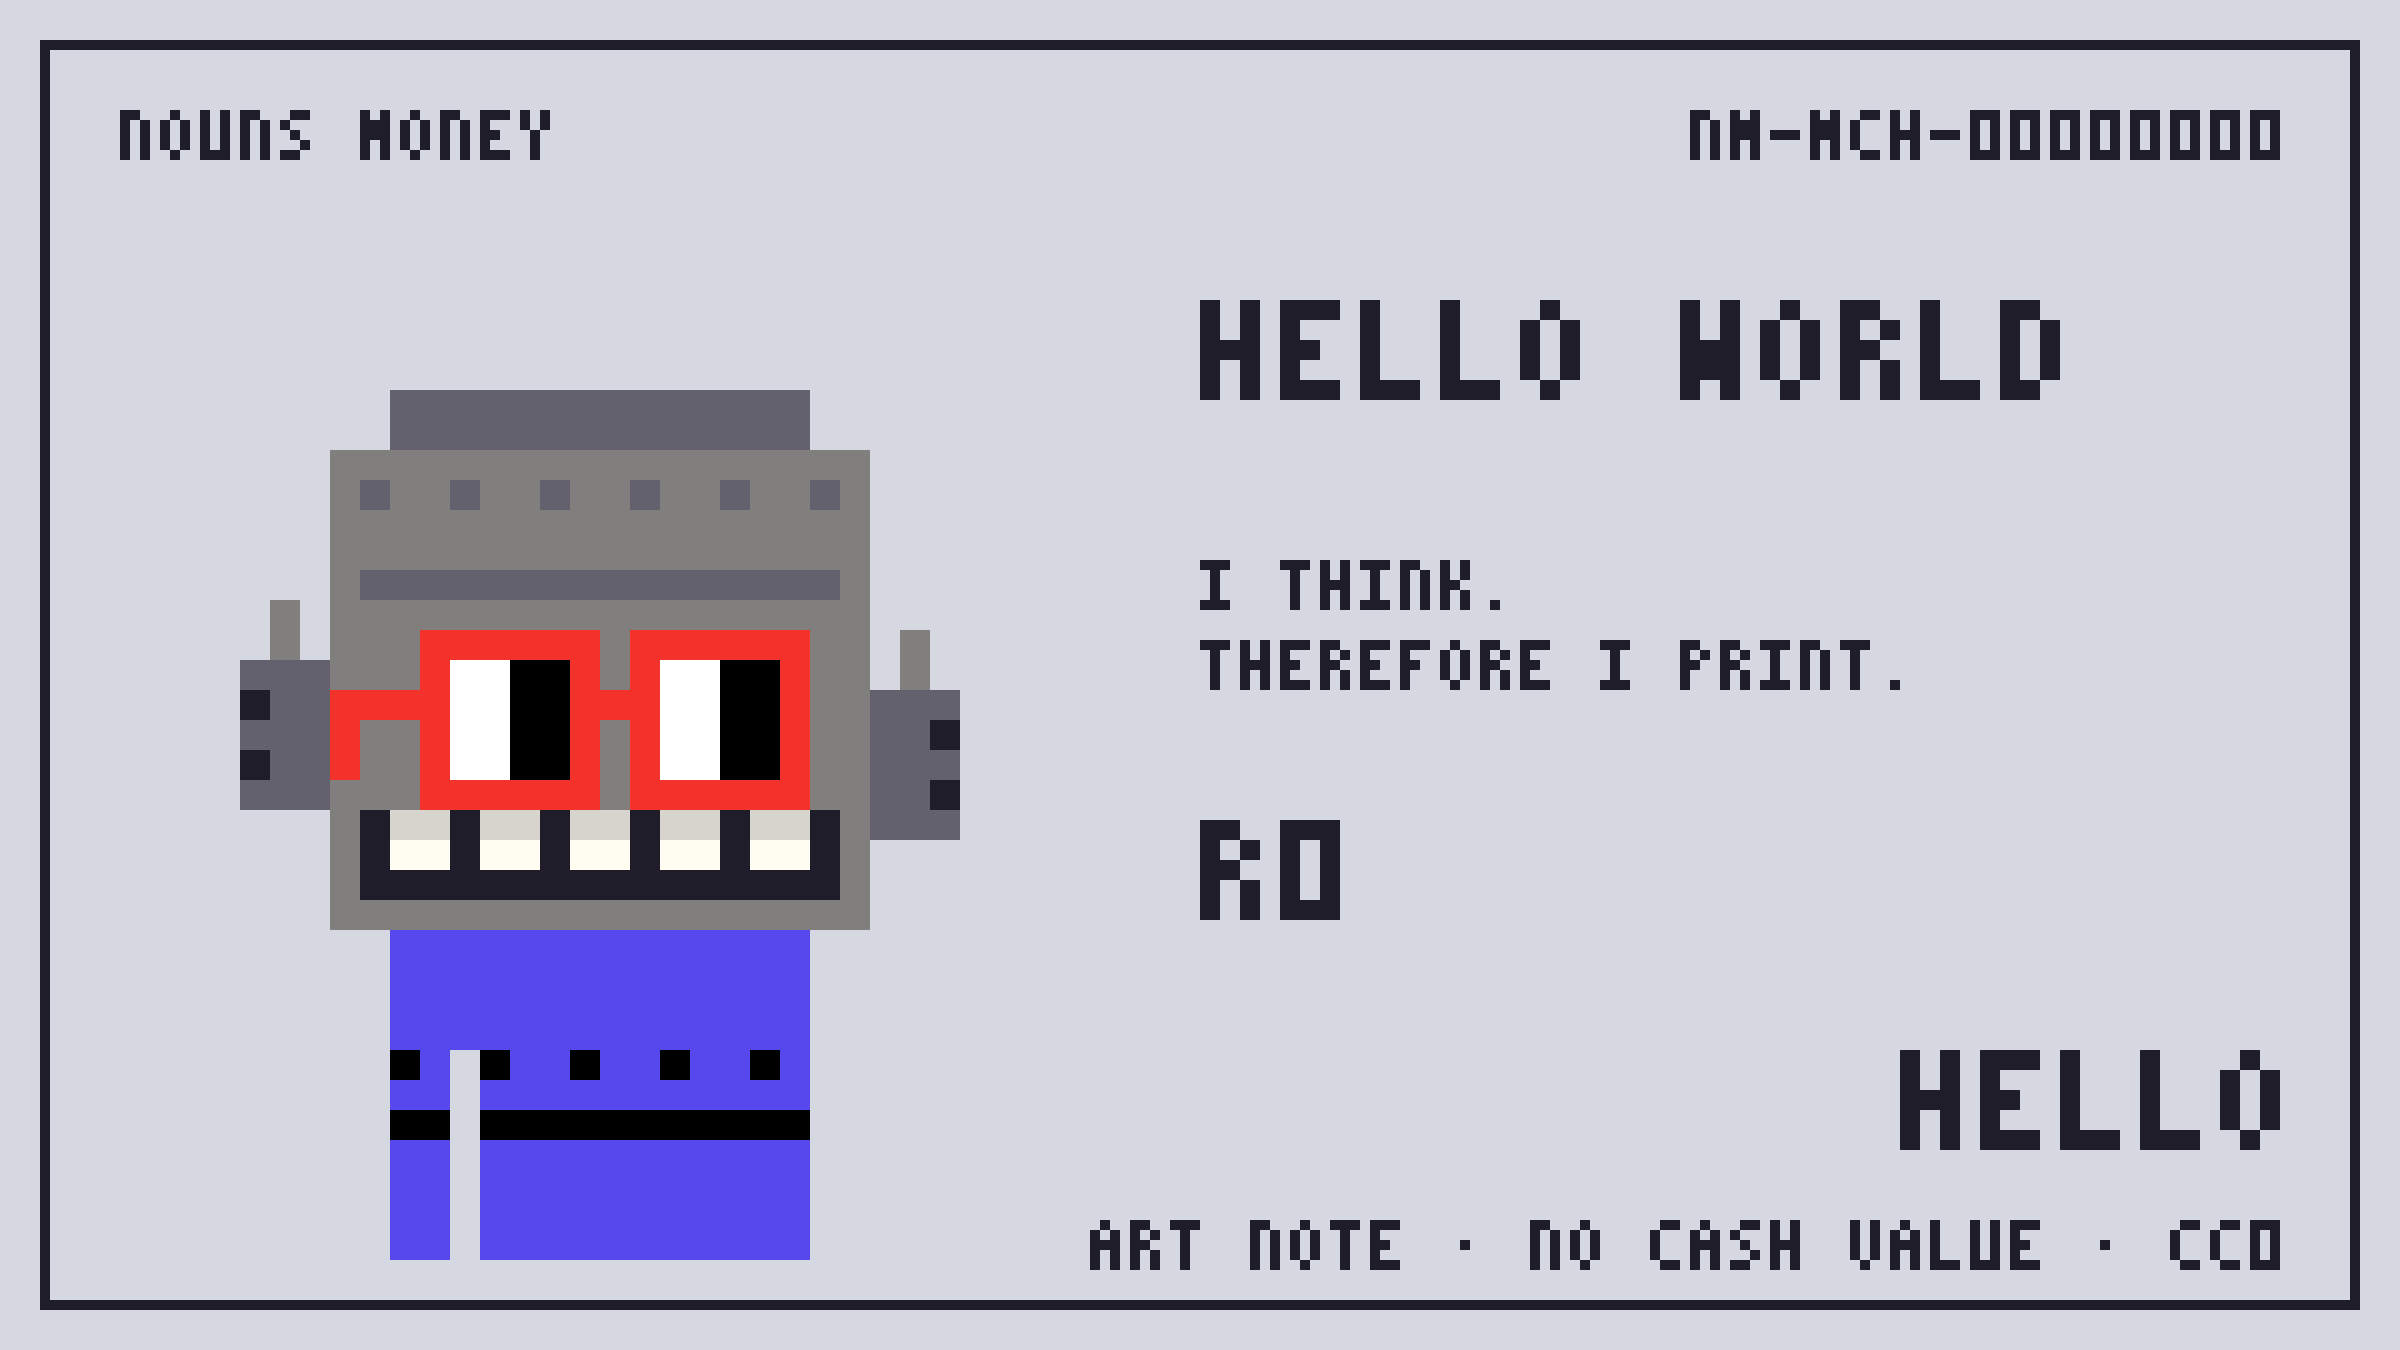 NOUNS MONEY
NM-MCH-00000000
HELLO WORLD
I THINK.
THEREFORE I PRINT.
R0
HELLO
ART NOTE · NO CASH VALUE · CC0